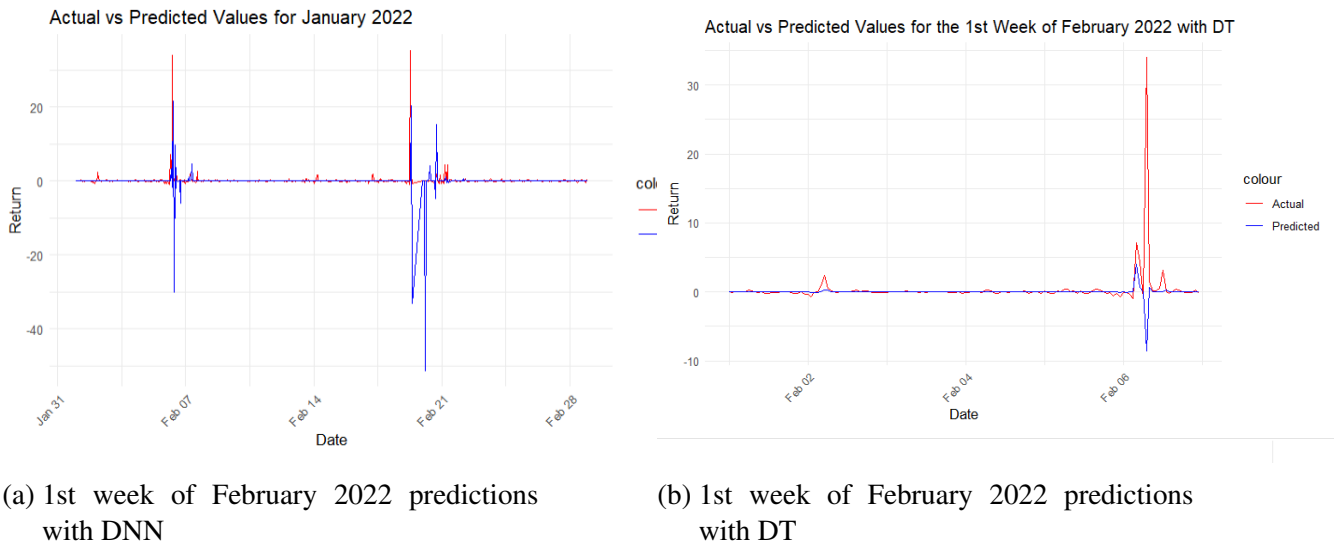 Actual vs Predicted Values for January 2022
20
0
-20
-40
Return
Jan 31
Feb 07
Feb 14
Feb 21
Feb 28
Date
Actual vs Predicted Values for the 1st Week of February 2022 with DT
30
20
10
0
-10
Return
Feb 02
Feb 04
Feb 06
Date
colour
Actual
Predicted
(a) 1st week of February 2022 predictions
with DNN
(b) 1st week of February 2022 predictions
with DT